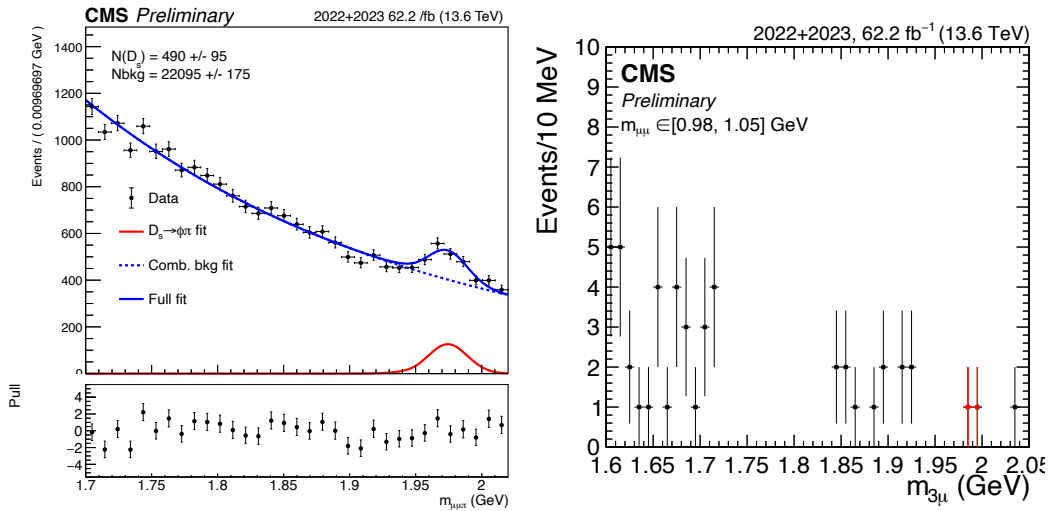 CMS Preliminary
2022+2023 62.2 /fb (13.6 TeV)
Events / ( 0.00969697 GeV )
1400
1200
1000
800
600
400
200
0
N(Ds) = 490 +/- 95
Nbkg = 22095 +/- 175
Data
Ds→ϕπ fit
Comb. bkg fit
Full fit
Pull
4
2
0
−2
−4
1.7
1.75
1.8
1.85
1.9
1.95
2
mμμπ (GeV)
2022+2023, 62.2 fb−1 (13.6 TeV)
CMS
Preliminary
mμμ ∈[0.98, 1.05] GeV
Events/10 MeV
10
9
8
7
6
5
4
3
2
1
0
1.6
1.65
1.7
1.75
1.8
1.85
1.9
1.95
2
2.05
m3μ (GeV)